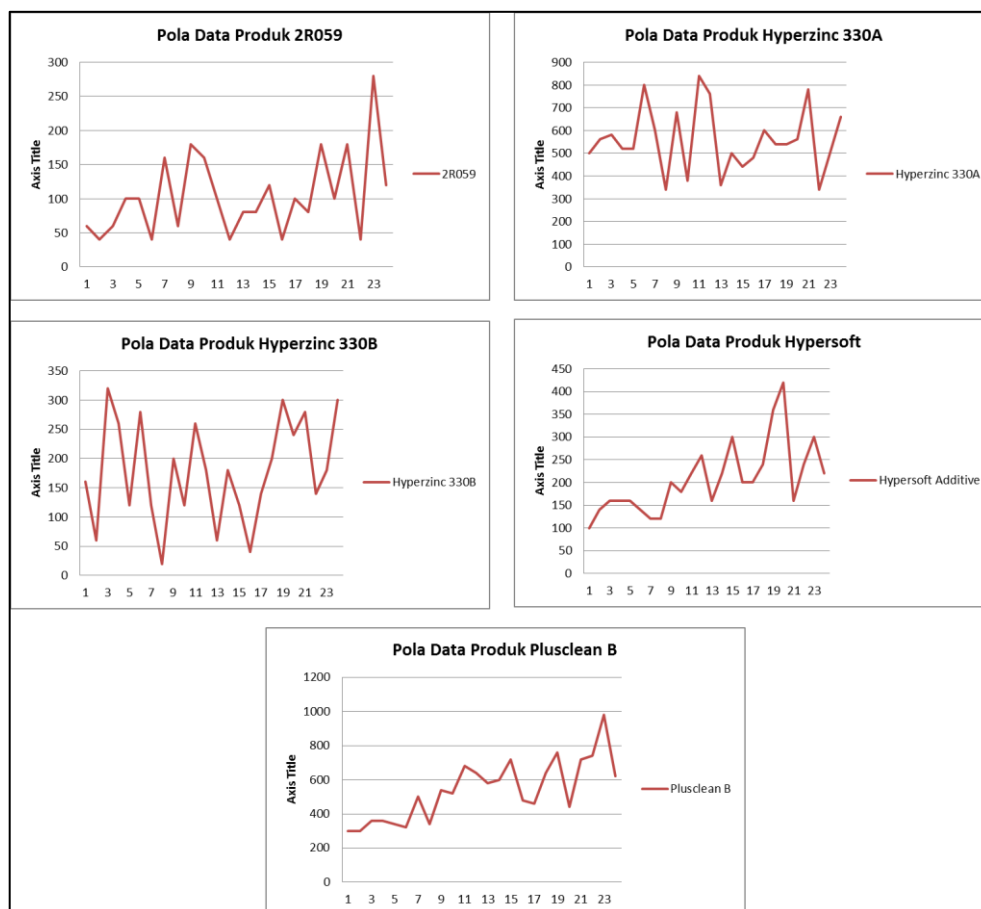 Pola Data Produk 2R059
300
250
200
150
100
50
0
Axis Title
1 3 5 7 9 11 13 15 17 19 21 23
2R059
Pola Data Produk Hyperzinc 330A
900
800
700
600
500
400
300
200
100
0
Axis Title
1 3 5 7 9 11 13 15 17 19 21 23
Hyperzinc 330A
Pola Data Produk Hyperzinc 330B
350
300
250
200
150
100
50
0
Axis Title
1 3 5 7 9 11 13 15 17 19 21 23
Hyperzinc 330B
Pola Data Produk Hypersoft
450
400
350
300
250
200
150
100
50
0
Axis Title
1 3 5 7 9 11 13 15 17 19 21 23
Hypersoft Additive
Pola Data Produk Plusclean B
1200
1000
800
600
400
200
0
Axis Title
1 3 5 7 9 11 13 15 17 19 21 23
Plusclean B